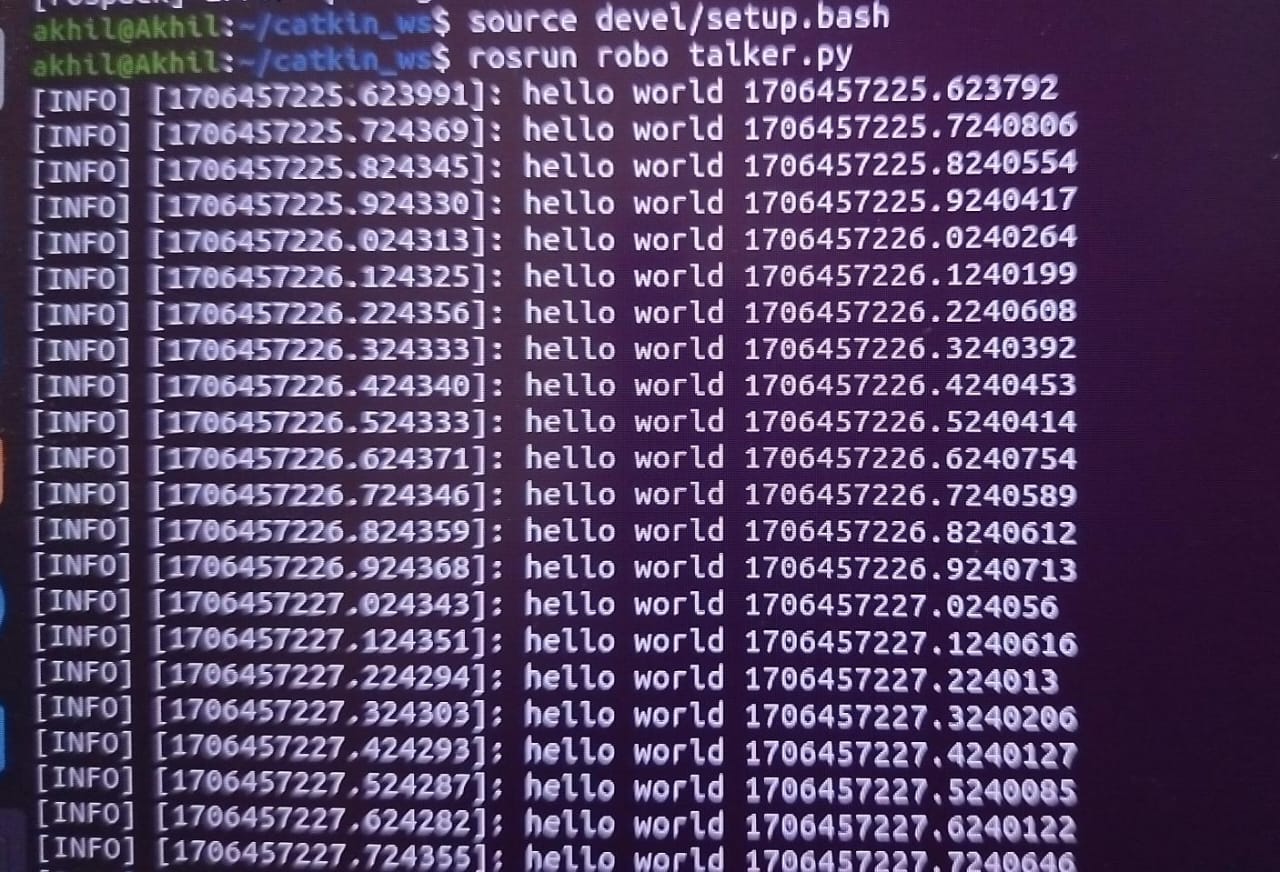 akhil@Akhil:~/catkin_ws$ source devel/setup.bash
akhil@Akhil:~/catkin_ws$ rosrun robo talker.py
[INFO] [1706457225.623991]: hello world 1706457225.623792
[INFO] [1706457225.724369]: hello world 1706457225.7240806
[INFO] [1706457225.824345]: hello world 1706457225.8240554
[INFO] [1706457225.924330]: hello world 1706457225.9240417
[INFO] [1706457226.024313]: hello world 1706457226.0240264
[INFO] [1706457226.124325]: hello world 1706457226.1240199
[INFO] [1706457226.224356]: hello world 1706457226.2240608
[INFO] [1706457226.324333]: hello world 1706457226.3240392
[INFO] [1706457226.424340]: hello world 1706457226.4240453
[INFO] [1706457226.524333]: hello world 1706457226.5240414
[INFO] [1706457226.624371]: hello world 1706457226.6240754
[INFO] [1706457226.724346]: hello world 1706457226.7240589
[INFO] [1706457226.824359]: hello world 1706457226.8240612
[INFO] [1706457226.924368]: hello world 1706457226.9240713
[INFO] [1706457227.024343]: hello world 1706457227.024056
[INFO] [1706457227.124351]: hello world 1706457227.1240616
[INFO] [1706457227.224294]: hello world 1706457227.224013
[INFO] [1706457227.324303]: hello world 1706457227.3240206
[INFO] [1706457227.424293]: hello world 1706457227.4240127
[INFO] [1706457227.524287]: hello world 1706457227.5240085
[INFO] [1706457227.624282]: hello world 1706457227.6240122
[INFO] [1706457227.724355]: hello world 1706457227.7240646